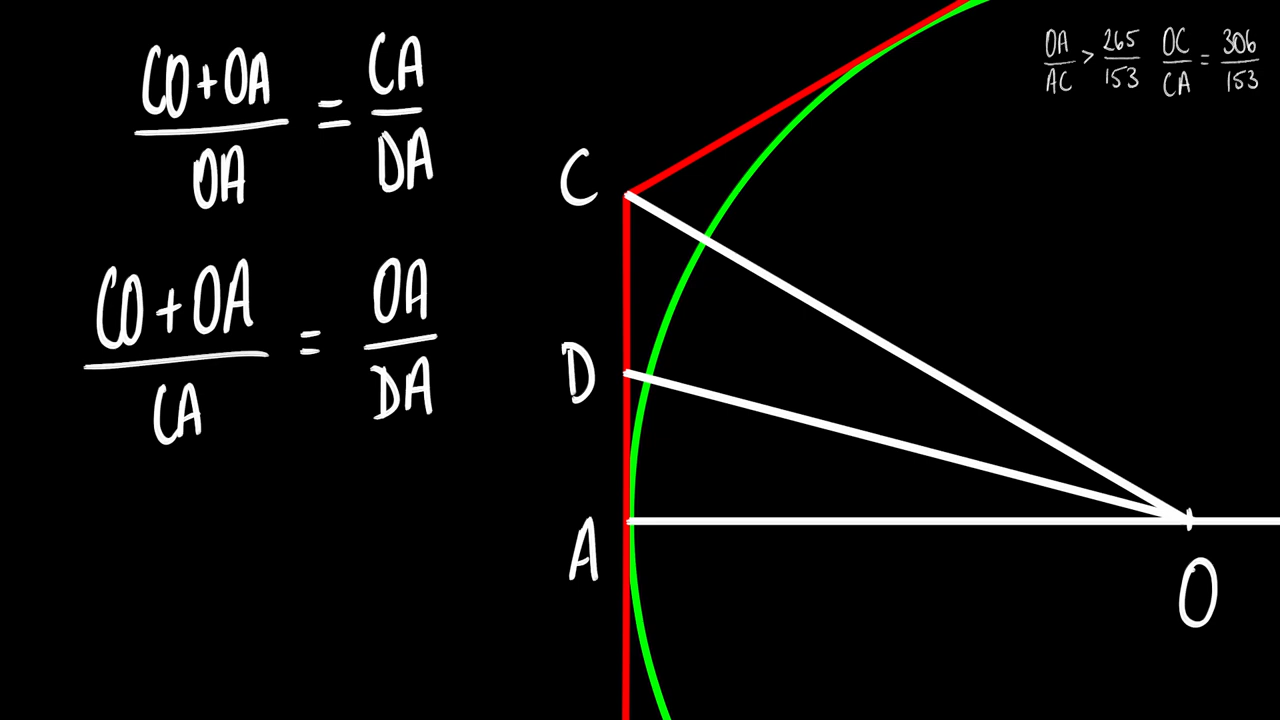 (CO+OA)/OA = CA/DA
(CO+OA)/CA = OA/DA
OA/AC > 265/153 OC/CA = 306/153
C
D
A
O